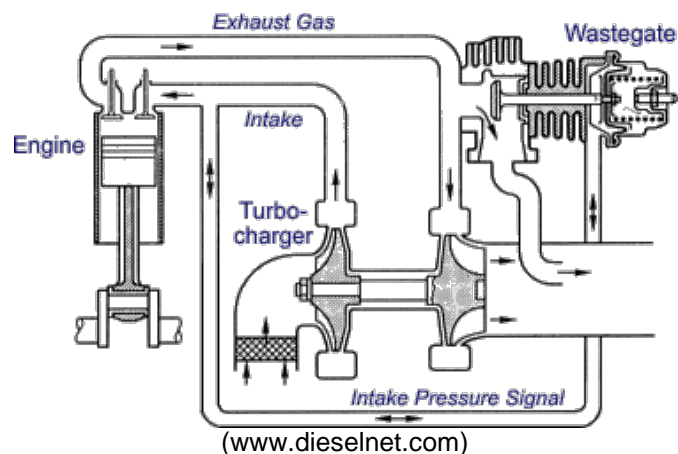 Exhaust Gas
Wastegate
Intake
Engine
Turbo-
charger
Intake Pressure Signal
(www.dieselnet.com)